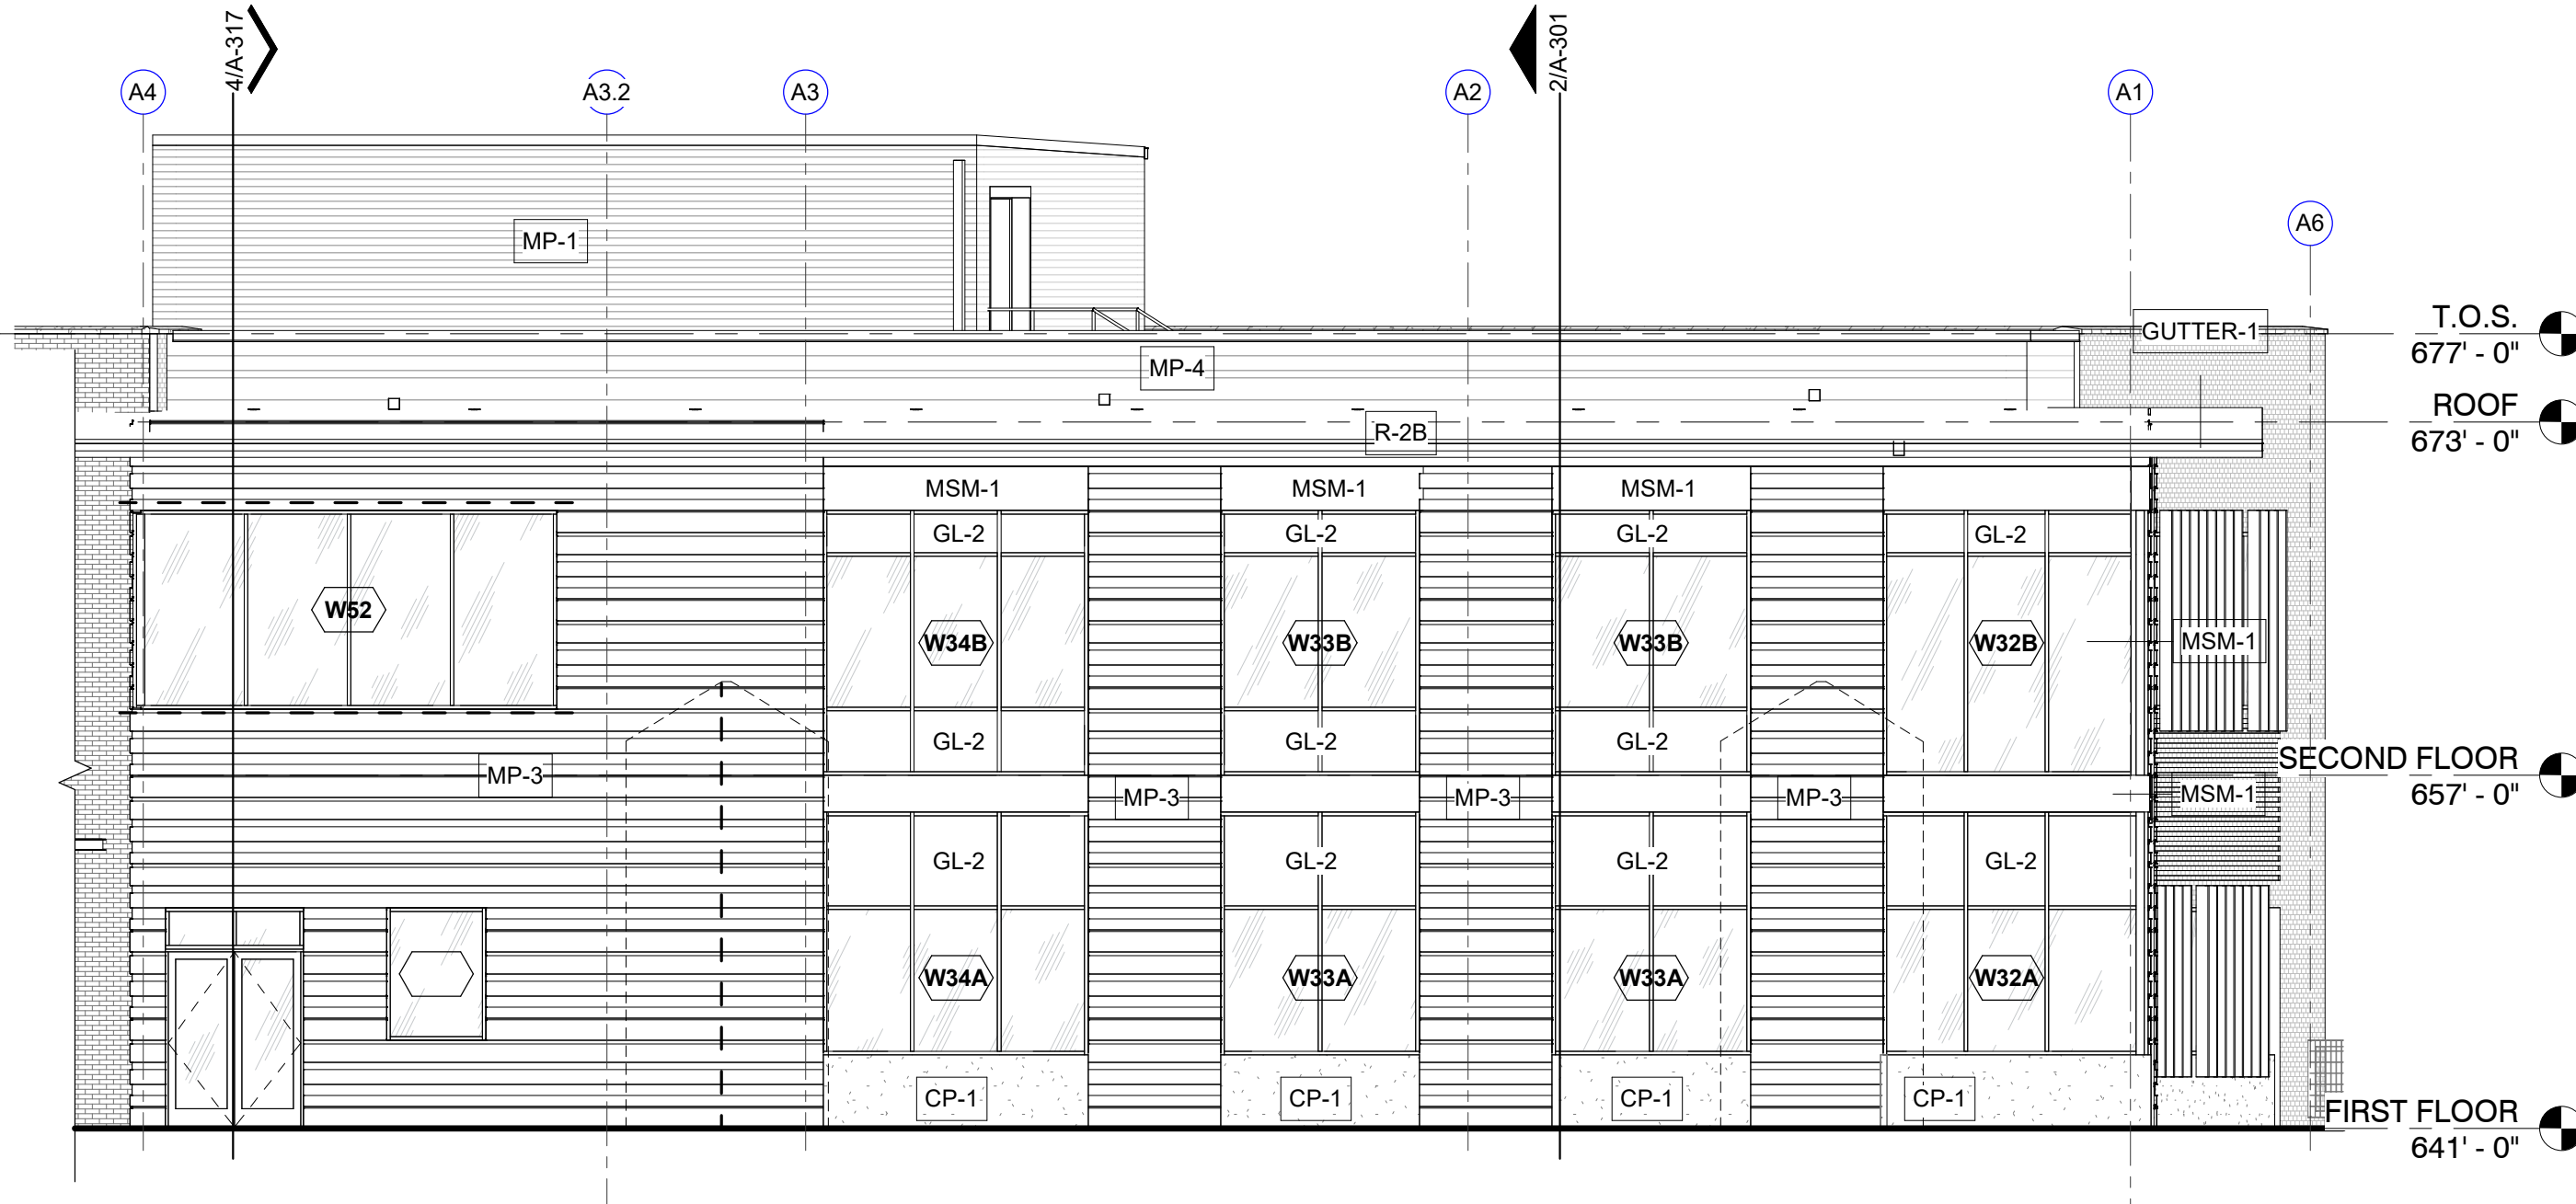 4/A-317
2/A-301
A4
A3.2
A3
A2
A1
A6
MP-1
GUTTER-1
T.O.S.
677' - 0"
MP-4
ROOF
673' - 0"
R-2B
MSM-1
MSM-1
MSM-1
GL-2
GL-2
GL-2
GL-2
W52
W34B
W33B
W33B
W32B
MSM-1
GL-2
GL-2
GL-2
SECOND FLOOR
657' - 0"
MP-3
MP-3
MP-3
MP-3
MSM-1
GL-2
GL-2
GL-2
GL-2
W34A
W33A
W33A
W32A
CP-1
CP-1
CP-1
CP-1
FIRST FLOOR
641' - 0"